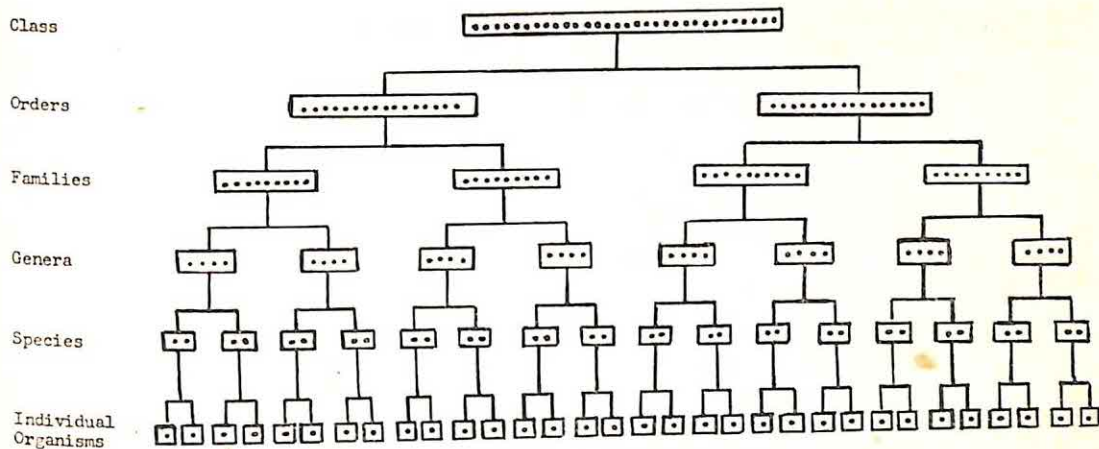 Class
Orders
Families
Genera
Species
Individual
Organisms